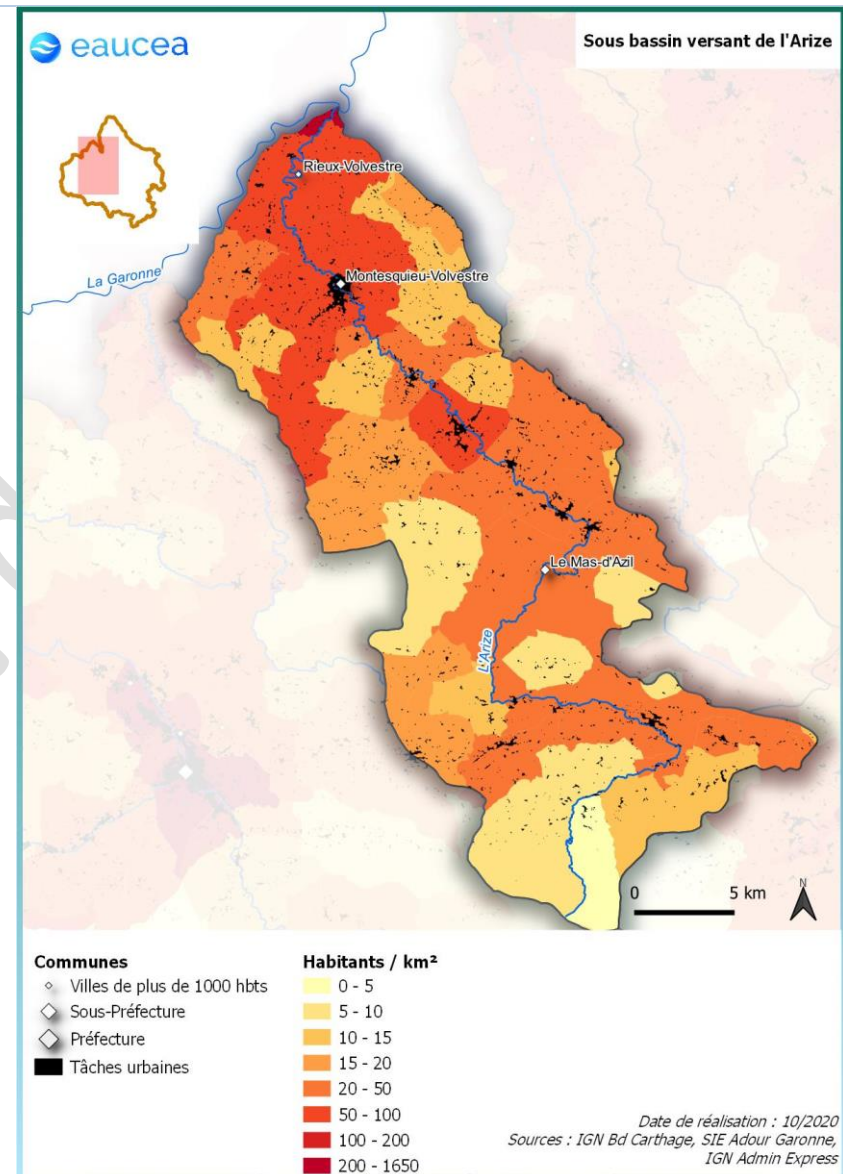 eaucea
Sous bassin versant de l'Arize
Rieux-Volvestre
La Garonne
Montesquieu-Volvestre
Le Mas-d'Azil
L'Arize
0 5 km
N
Communes
Villes de plus de 1000 hbts
Sous-Préfecture
Préfecture
Tâches urbaines
Habitants / km²
0 - 5
5 - 10
10 - 15
15 - 20
20 - 50
50 - 100
100 - 200
200 - 1650
Date de réalisation : 10/2020
Sources : IGN Bd Carthage, SIE Adour Garonne,
IGN Admin Express